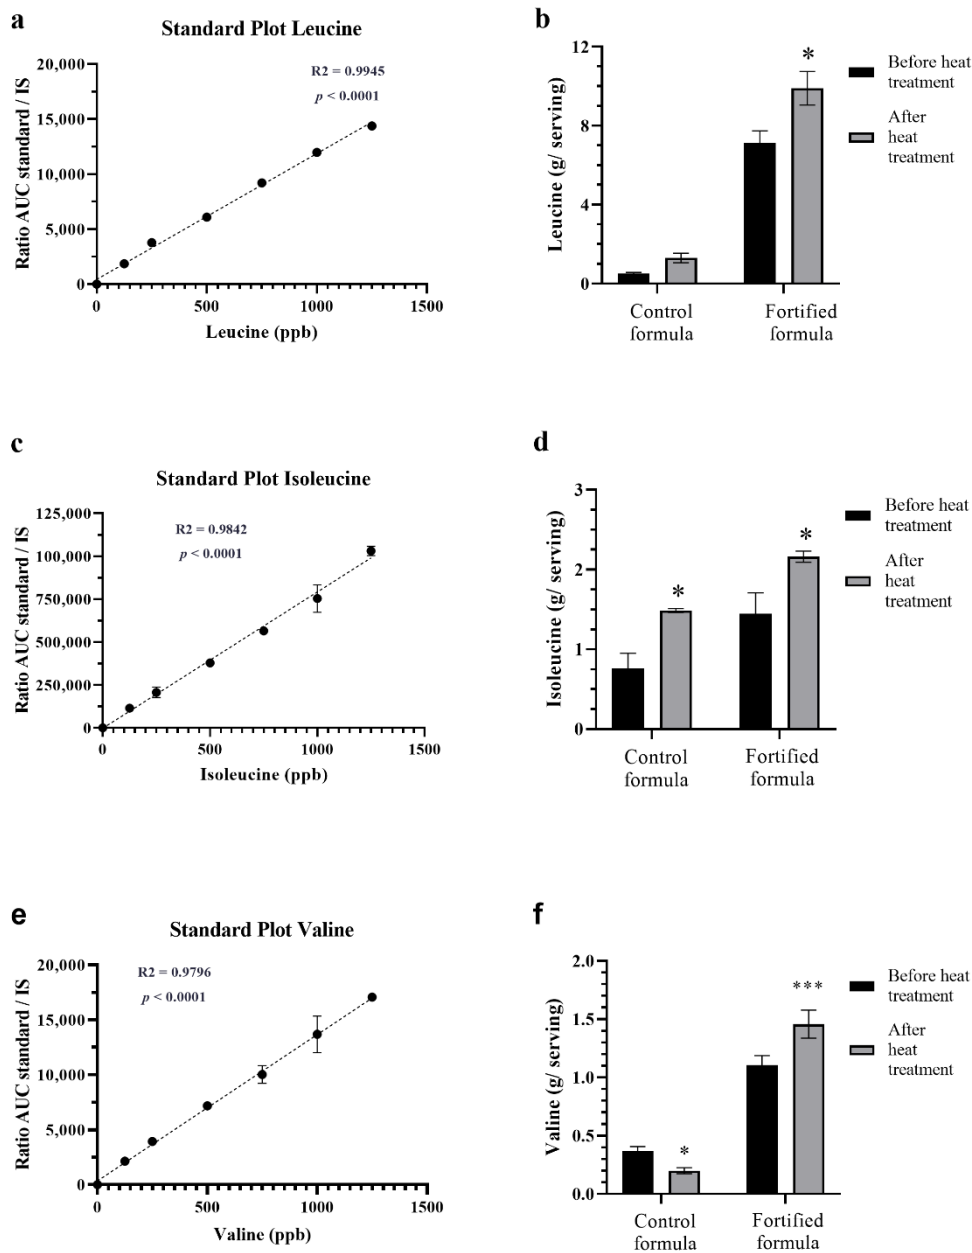 a
Standard Plot Leucine
R2 = 0.9945
p < 0.0001
20,000
15,000
10,000
5,000
0
Ratio AUC standard / IS
0 500 1000 1500
Leucine (ppb)
b
12
8
4
0
Leucine (g/ serving)
*
Control
formula
Fortified
formula
Before heat
treatment
After
heat
treatment
c
Standard Plot Isoleucine
R2 = 0.9842
p < 0.0001
125,000
100,000
750,000
500,000
250,000
0
Ratio AUC standard / IS
0 500 1000 1500
Isoleucine (ppb)
d
3
2
1
0
Isoleucine (g/ serving)
*
*
Control
formula
Fortified
formula
Before heat
treatment
After
heat
treatment
e
Standard Plot Valine
R2 = 0.9796
p < 0.0001
20,000
15,000
10,000
5,000
0
Ratio AUC standard / IS
0 500 1000 1500
Valine (ppb)
f
2.0
1.5
1.0
0.5
0.0
Valine (g/ serving)
*
***
Control
formula
Fortified
formula
Before heat
treatment
After
heat
treatment